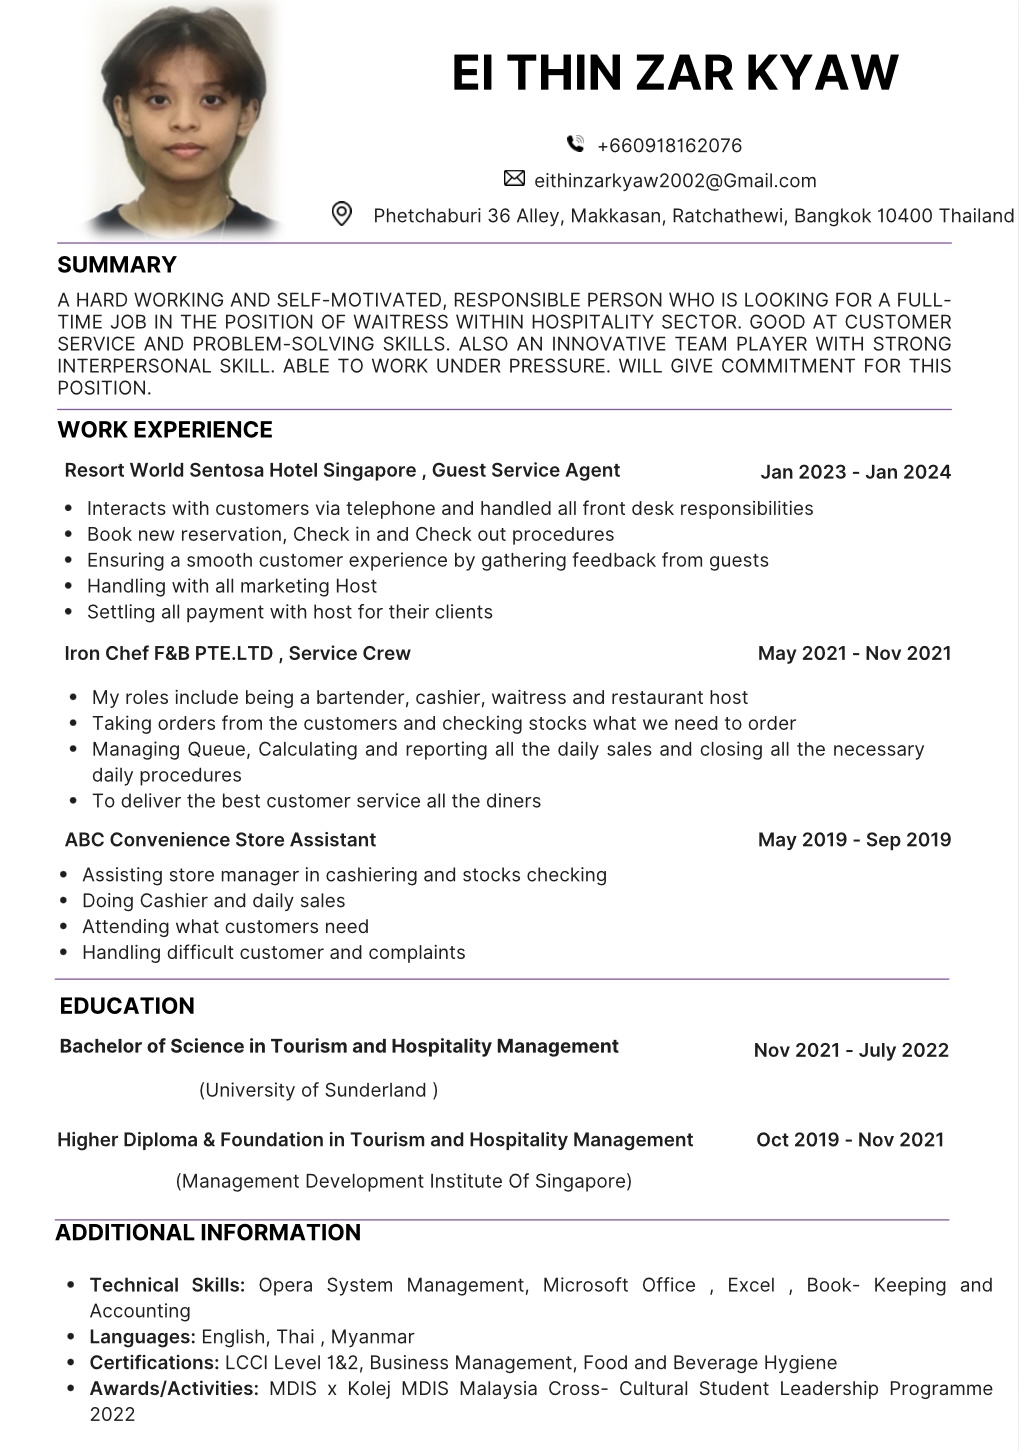 EI THIN ZAR KYAW
+660918162076
eithinzarkyaw2002@Gmail.com
Phetchaburi 36 Alley, Makkasan, Ratchathewi, Bangkok 10400 Thailand
SUMMARY
A HARD WORKING AND SELF-MOTIVATED, RESPONSIBLE PERSON WHO IS LOOKING FOR A FULL-
TIME JOB IN THE POSITION OF WAITRESS WITHIN HOSPITALITY SECTOR. GOOD AT CUSTOMER
SERVICE AND PROBLEM-SOLVING SKILLS. ALSO AN INNOVATIVE TEAM PLAYER WITH STRONG
INTERPERSONAL SKILL. ABLE TO WORK UNDER PRESSURE. WILL GIVE COMMITMENT FOR THIS
POSITION.
WORK EXPERIENCE
Resort World Sentosa Hotel Singapore , Guest Service Agent Jan 2023 - Jan 2024
• Interacts with customers via telephone and handled all front desk responsibilities
• Book new reservation, Check in and Check out procedures
• Ensuring a smooth customer experience by gathering feedback from guests
• Handling with all marketing Host
• Settling all payment with host for their clients
Iron Chef F&B PTE.LTD , Service Crew May 2021 - Nov 2021
• My roles include being a bartender, cashier, waitress and restaurant host
• Taking orders from the customers and checking stocks what we need to order
• Managing Queue, Calculating and reporting all the daily sales and closing all the necessary
daily procedures
• To deliver the best customer service all the diners
ABC Convenience Store Assistant May 2019 - Sep 2019
• Assisting store manager in cashiering and stocks checking
• Doing Cashier and daily sales
• Attending what customers need
• Handling difficult customer and complaints
EDUCATION
Bachelor of Science in Tourism and Hospitality Management Nov 2021 - July 2022
(University of Sunderland )
Higher Diploma & Foundation in Tourism and Hospitality Management Oct 2019 - Nov 2021
(Management Development Institute Of Singapore)
ADDITIONAL INFORMATION
• Technical Skills: Opera System Management, Microsoft Office , Excel , Book- Keeping and
Accounting
• Languages: English, Thai , Myanmar
• Certifications: LCCI Level 1&2, Business Management, Food and Beverage Hygiene
• Awards/Activities: MDIS x Kolej MDIS Malaysia Cross- Cultural Student Leadership Programme
2022